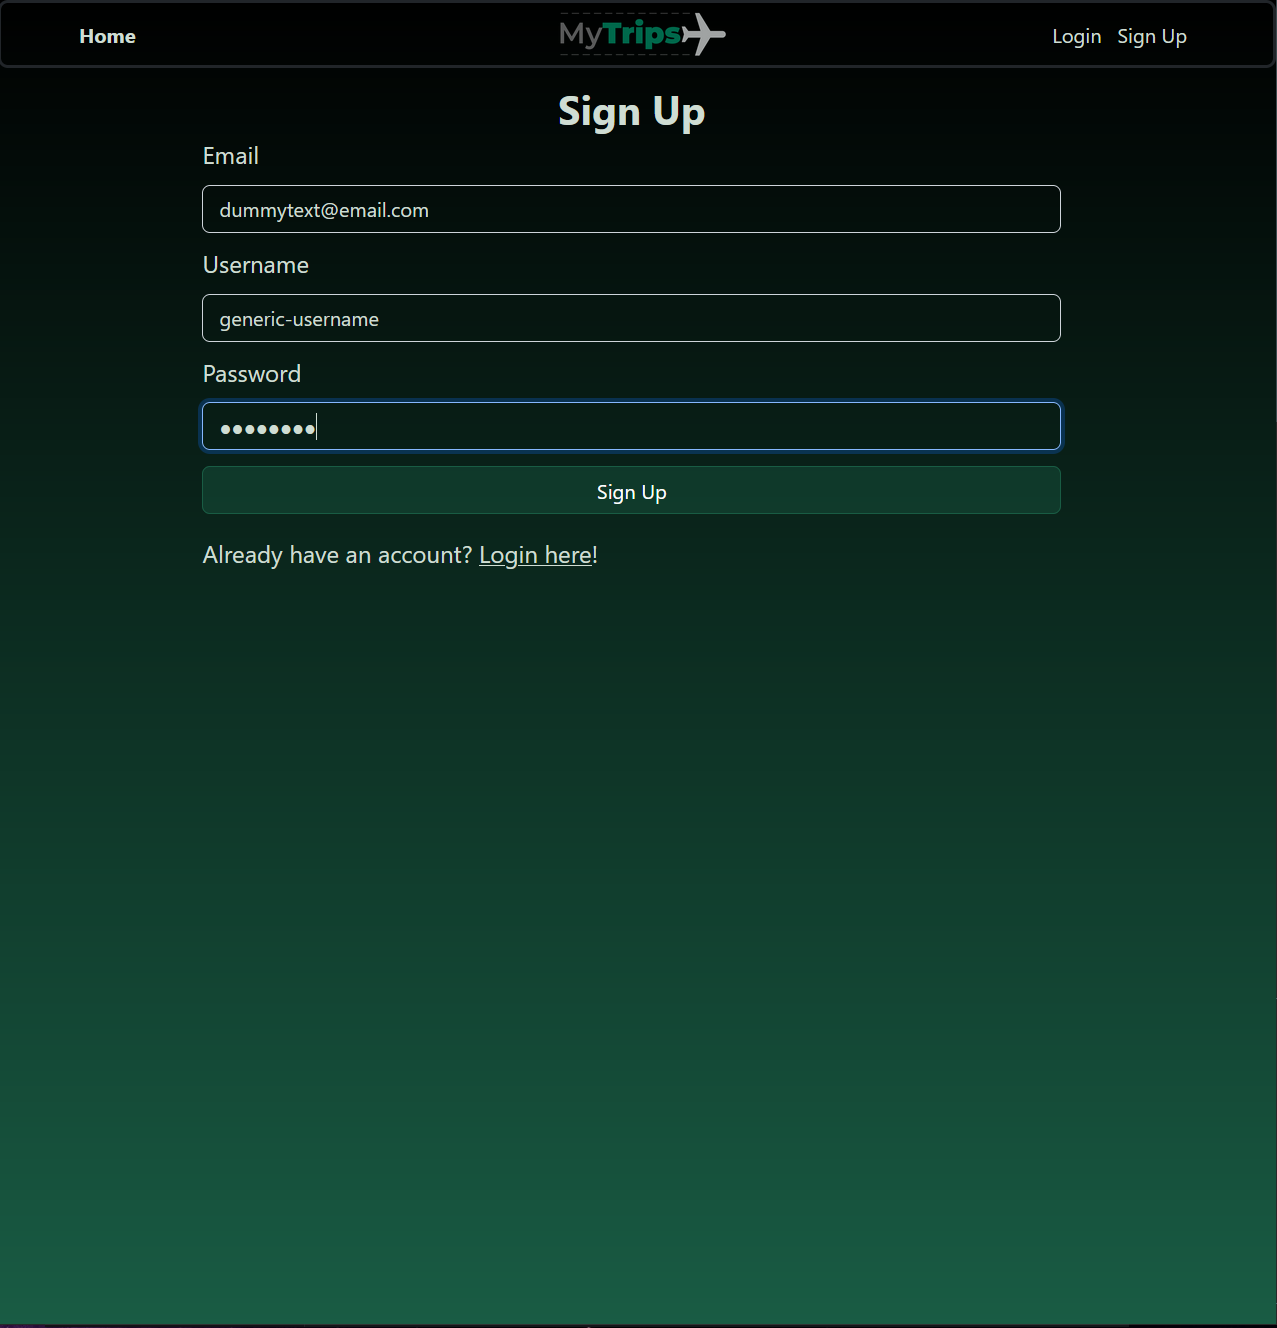 Home MyTrips Login Sign Up
Sign Up
Email
dummytext@email.com
Username
generic-username
Password
●●●●●●●●
Sign Up
Already have an account? Login here!